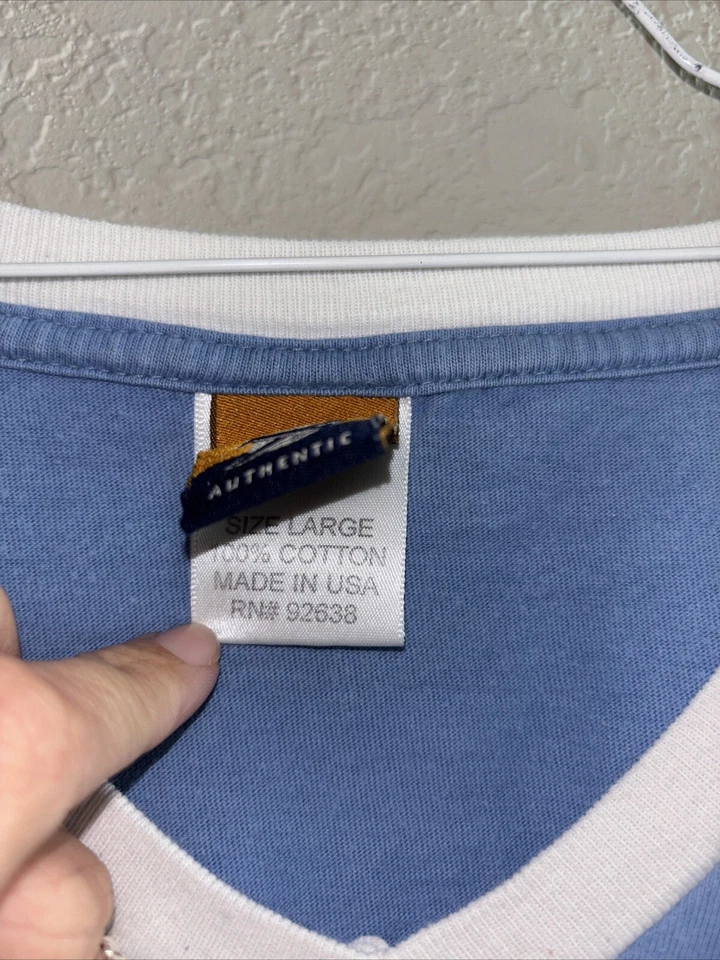 AUTHENTIC
SIZE LARGE
100% COTTON
MADE IN USA
RN# 92638